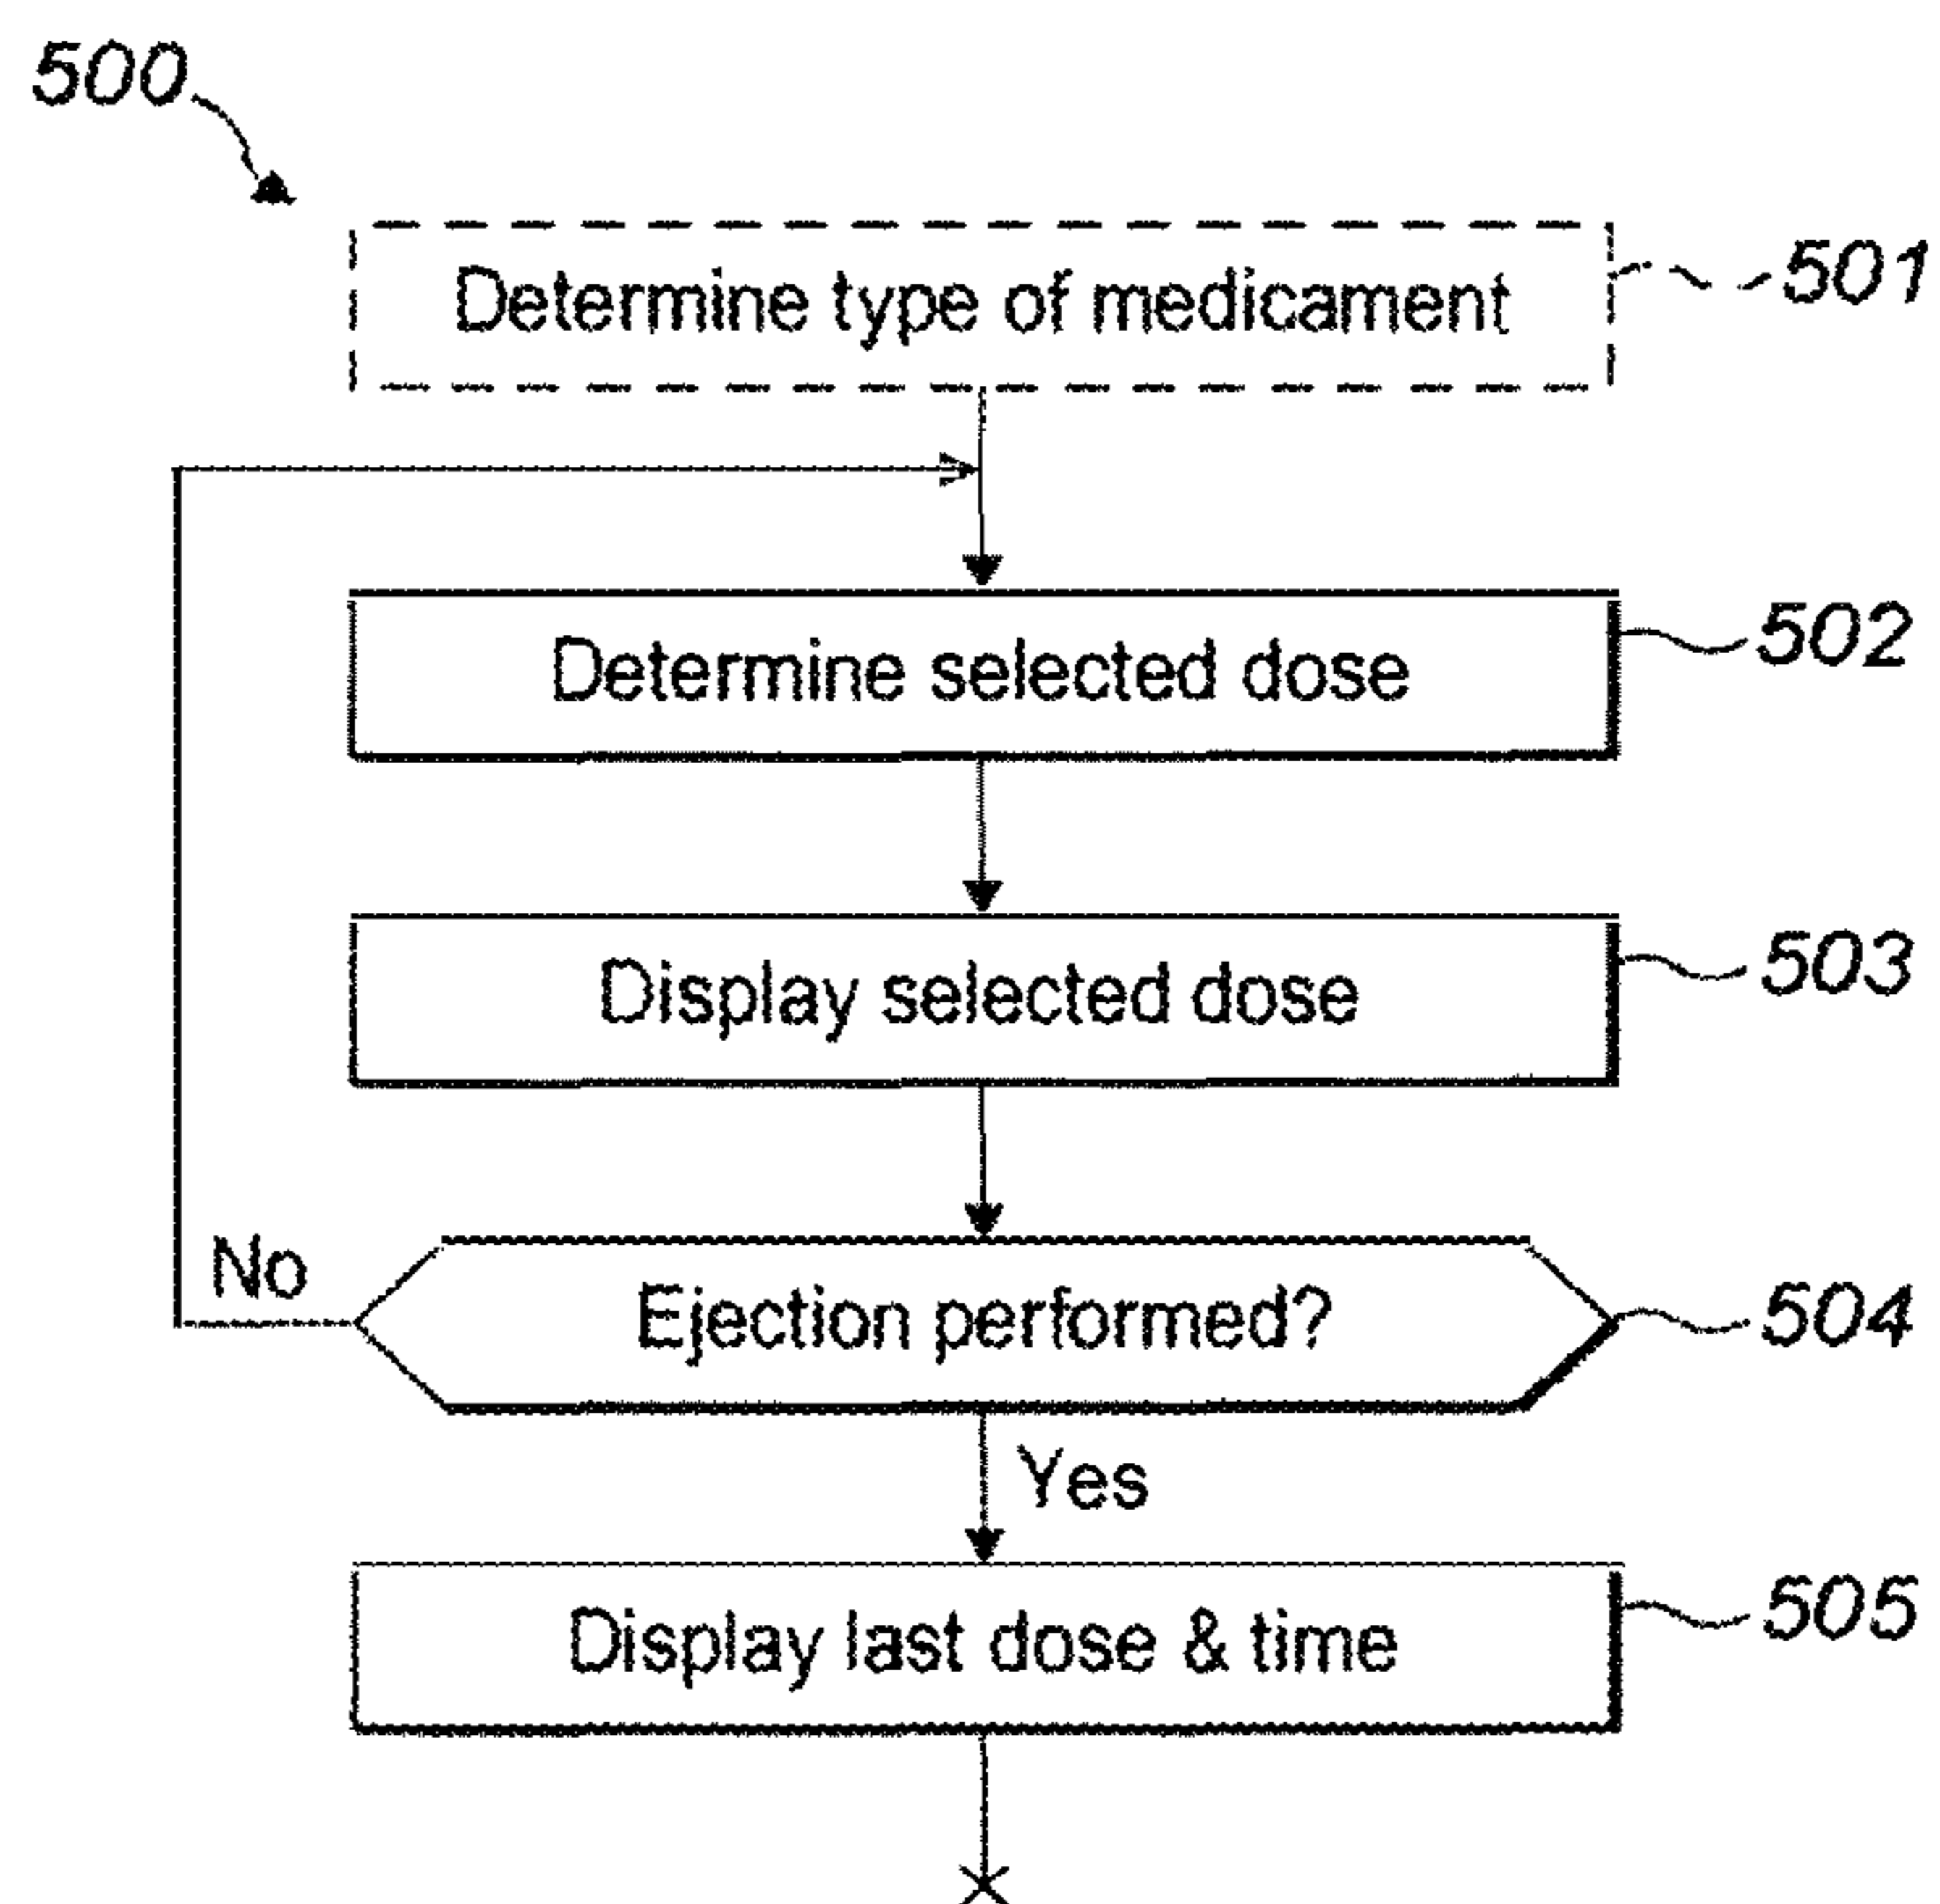 500
Determine type of medicament 501
Determine selected dose 502
Display selected dose 503
No
Ejection performed? 504
Yes
Display last dose & time 505